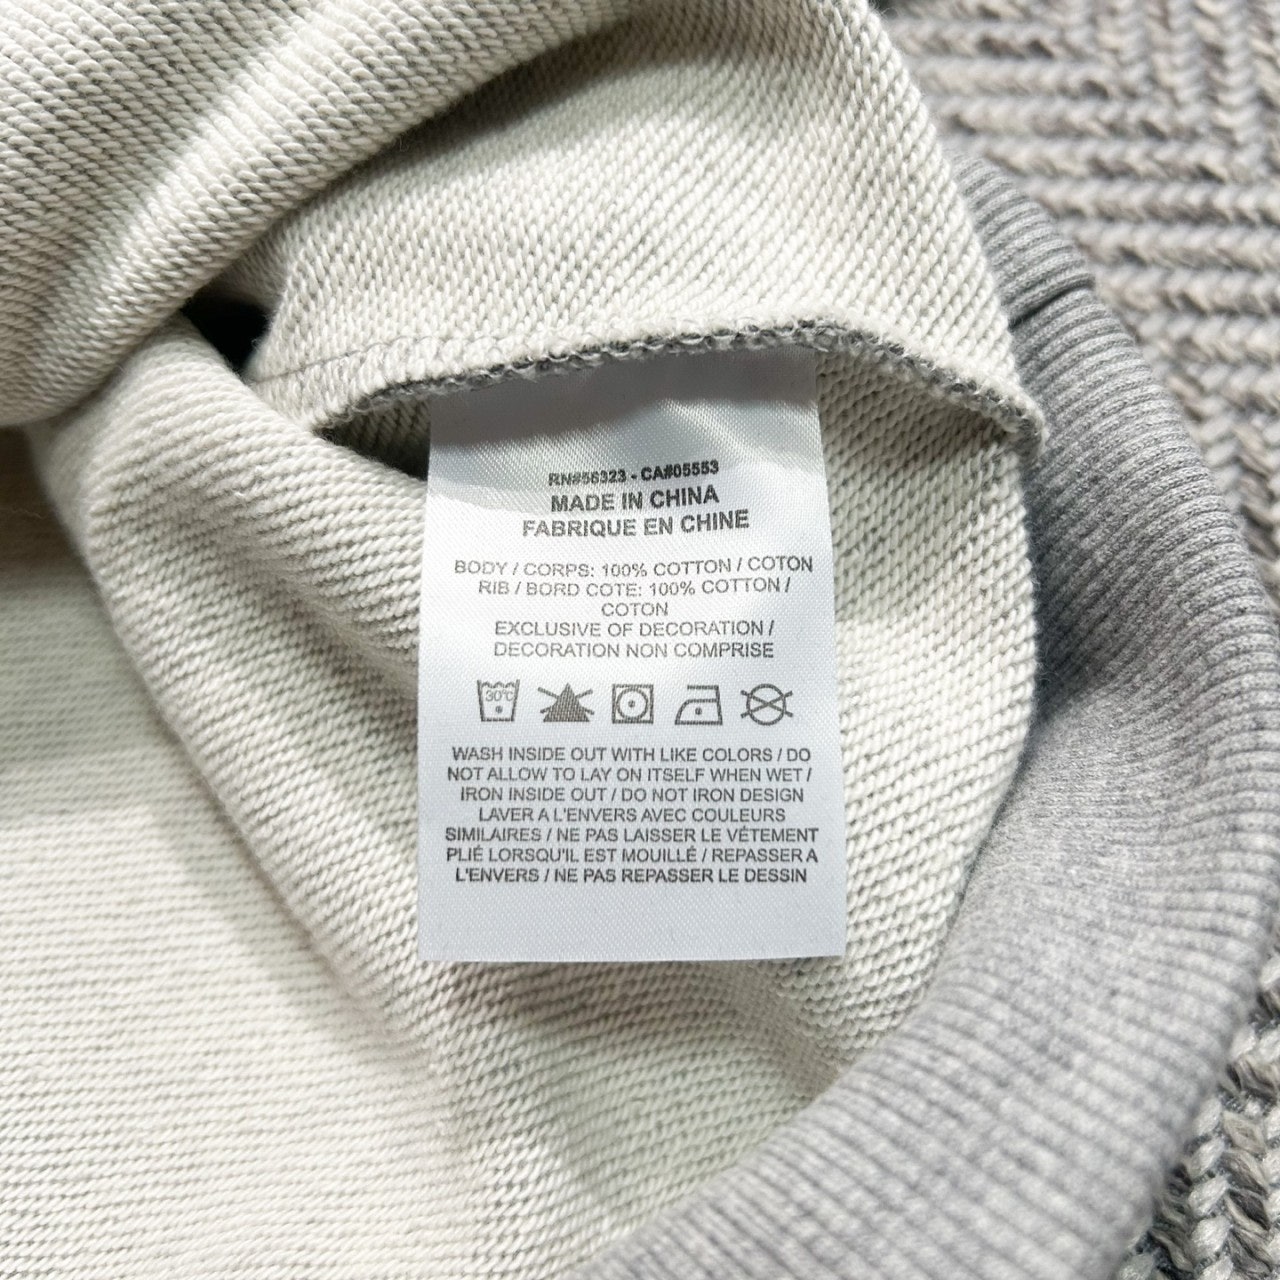 RN#56323 - CA#05553
MADE IN CHINA
FABRIQUE EN CHINE
BODY / CORPS: 100% COTTON / COTON
RIB / BORD COTE: 100% COTTON /
COTON
EXCLUSIVE OF DECORATION /
DECORATION NON COMPRISE
30°C
WASH INSIDE OUT WITH LIKE COLORS / DO
NOT ALLOW TO LAY ON ITSELF WHEN WET /
IRON INSIDE OUT / DO NOT IRON DESIGN
LAVER A L'ENVERS AVEC COULEURS
SIMILAIRES / NE PAS LAISSER LE VÉTEMENT
PLIÉ LORSQU'IL EST MOUILLÉ / REPASSER A
L'ENVERS / NE PAS REPASSER LE DESSIN